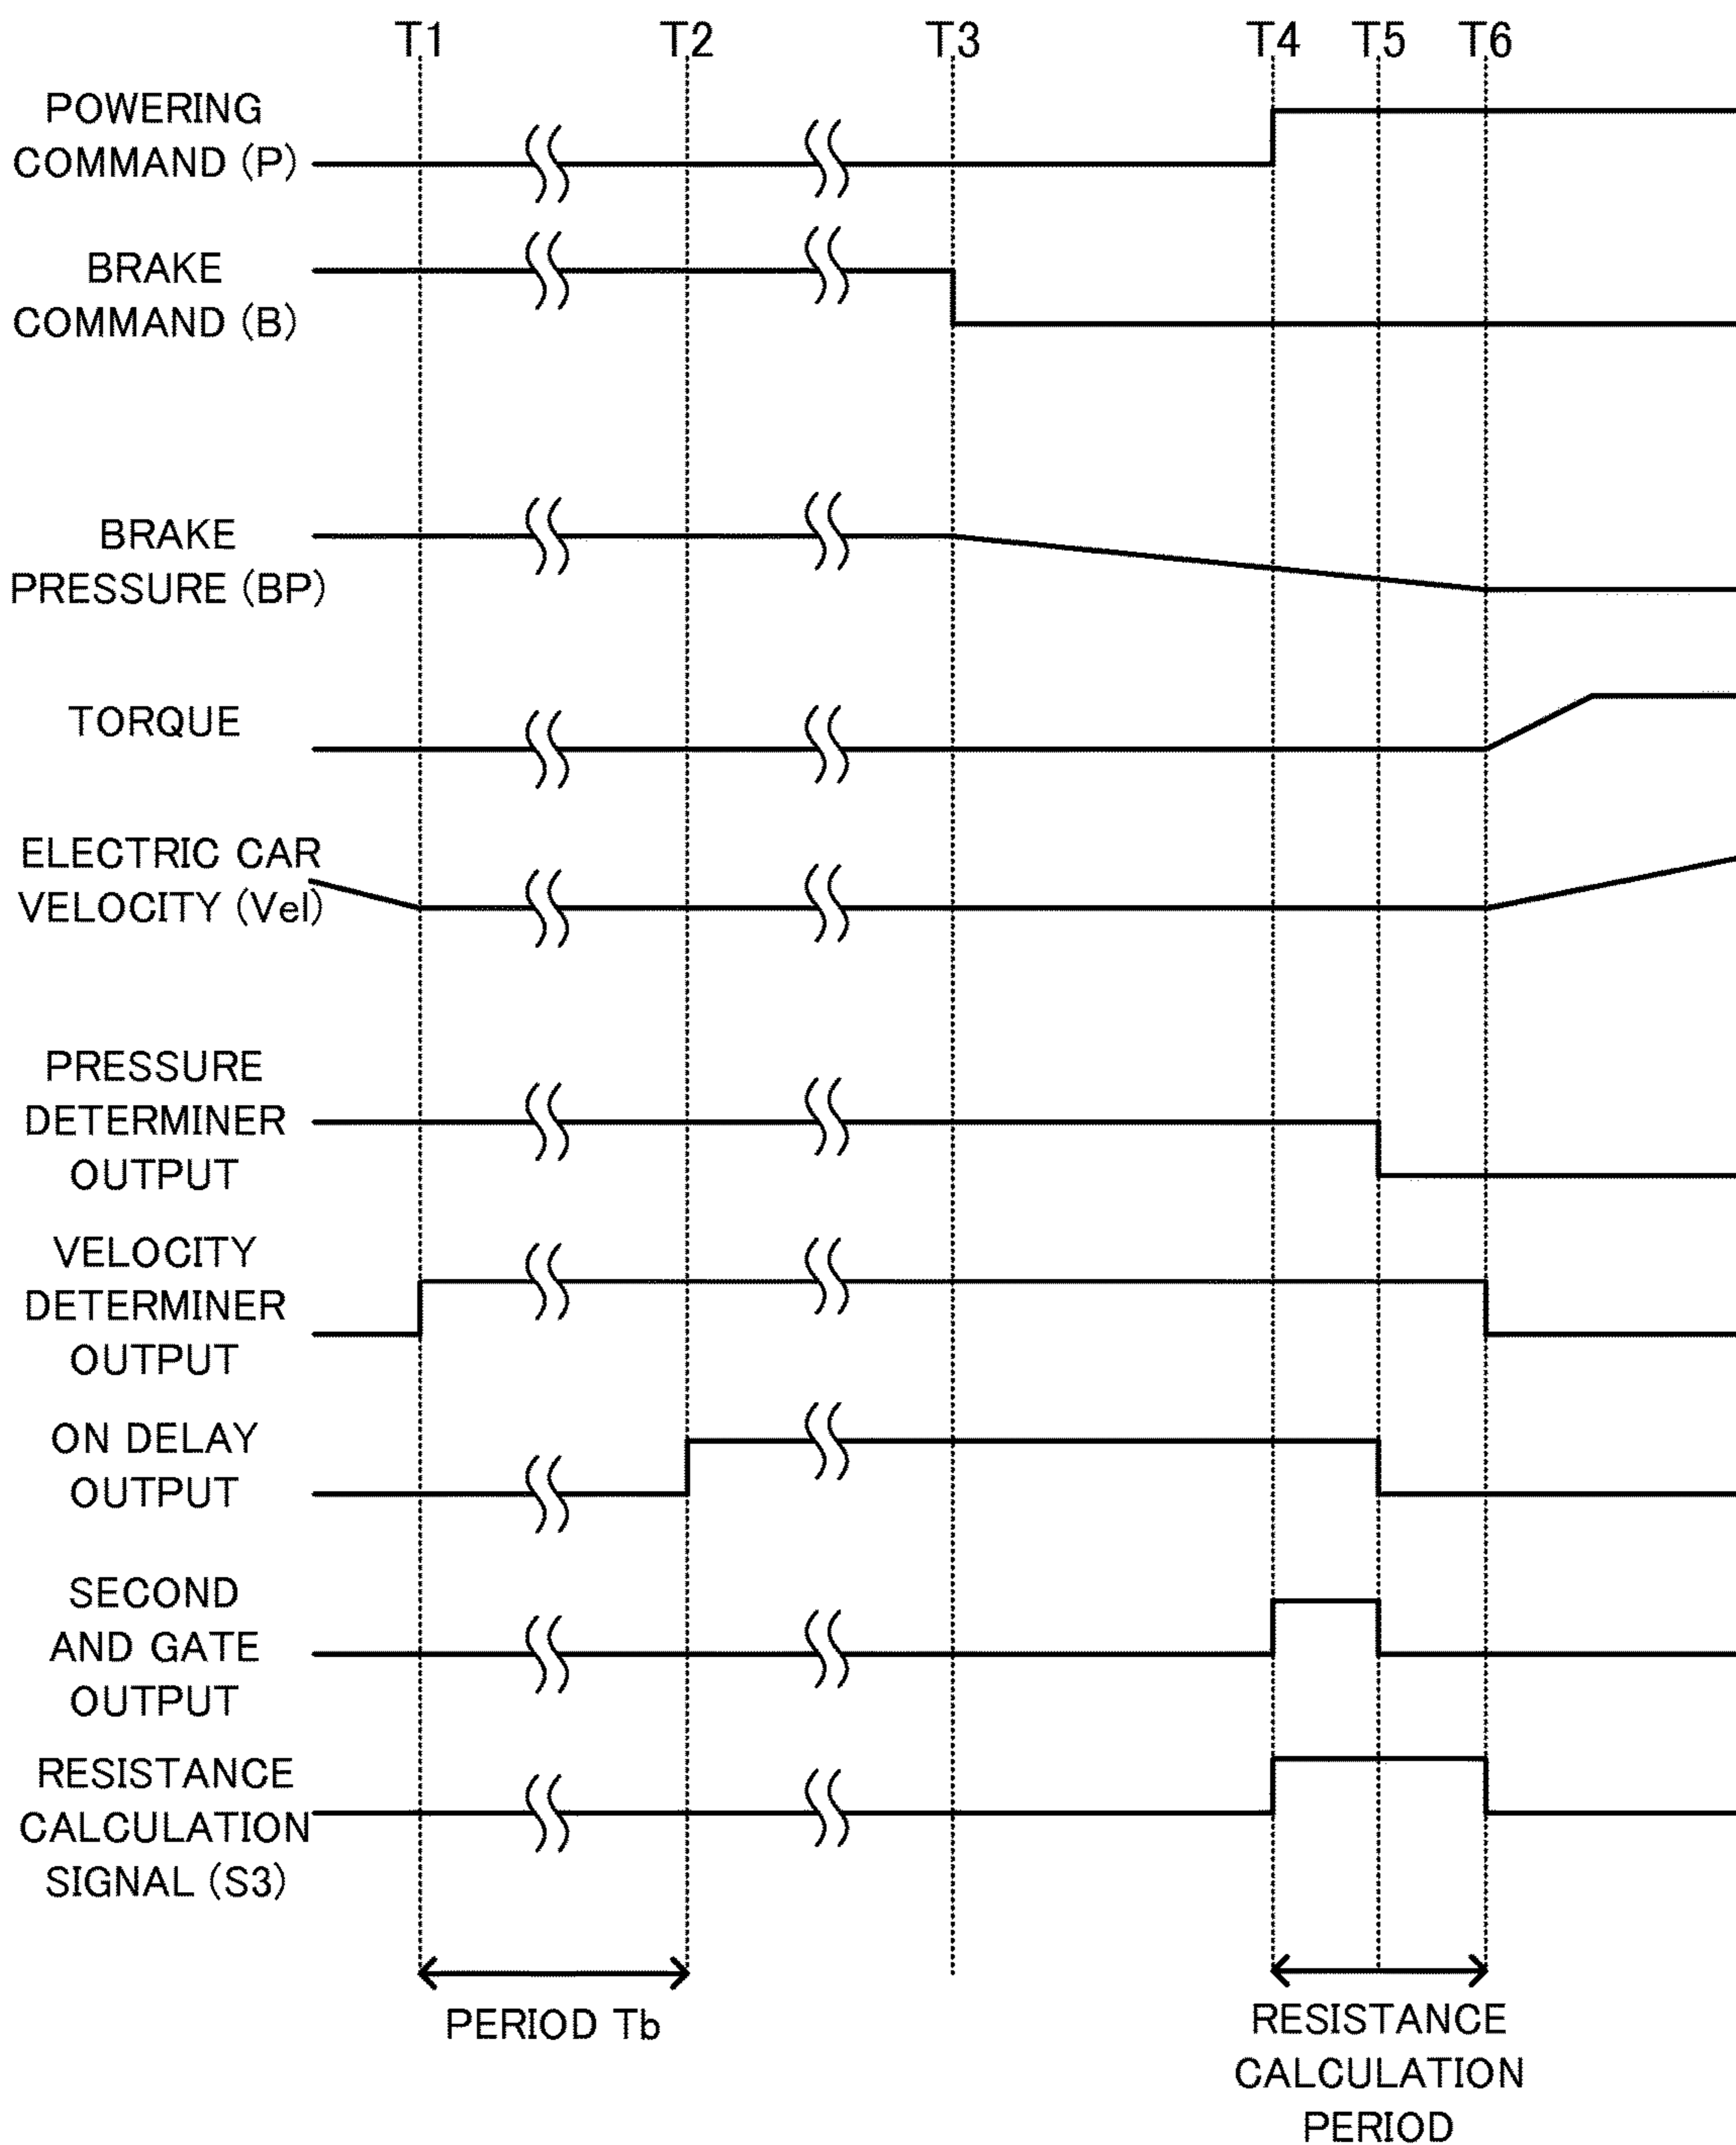 T1
T2
T3
T4
T5
T6
POWERING
COMMAND (P)
BRAKE
COMMAND (B)
BRAKE
PRESSURE (BP)
TORQUE
ELECTRIC CAR
VELOCITY (Vel)
PRESSURE
DETERMINER
OUTPUT
VELOCITY
DETERMINER
OUTPUT
ON DELAY
OUTPUT
SECOND
AND GATE
OUTPUT
RESISTANCE
CALCULATION
SIGNAL (S3)
PERIOD Tb
RESISTANCE
CALCULATION
PERIOD